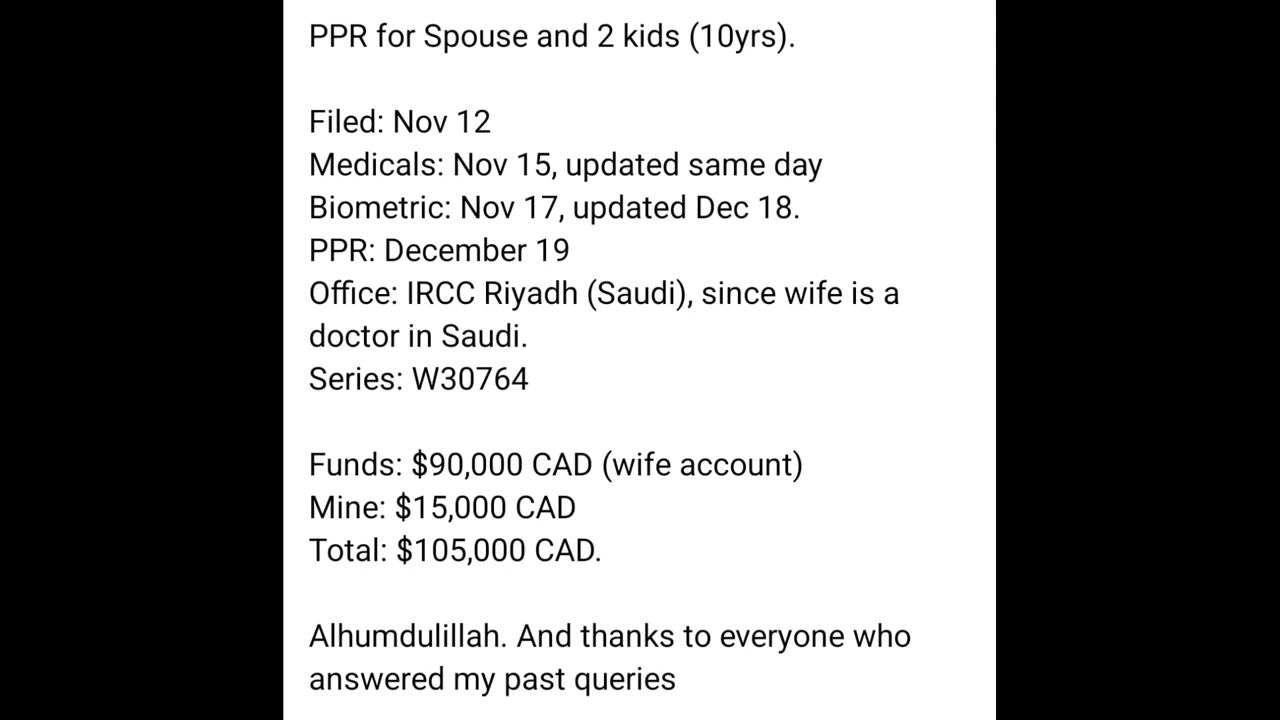 PPR for Spouse and 2 kids (10yrs).
Filed: Nov 12
Medicals: Nov 15, updated same day
Biometric: Nov 17, updated Dec 18.
PPR: December 19
Office: IRCC Riyadh (Saudi), since wife is a
doctor in Saudi.
Series: W30764
Funds: $90,000 CAD (wife account)
Mine: $15,000 CAD
Total: $105,000 CAD.
Alhumdulillah. And thanks to everyone who
answered my past queries